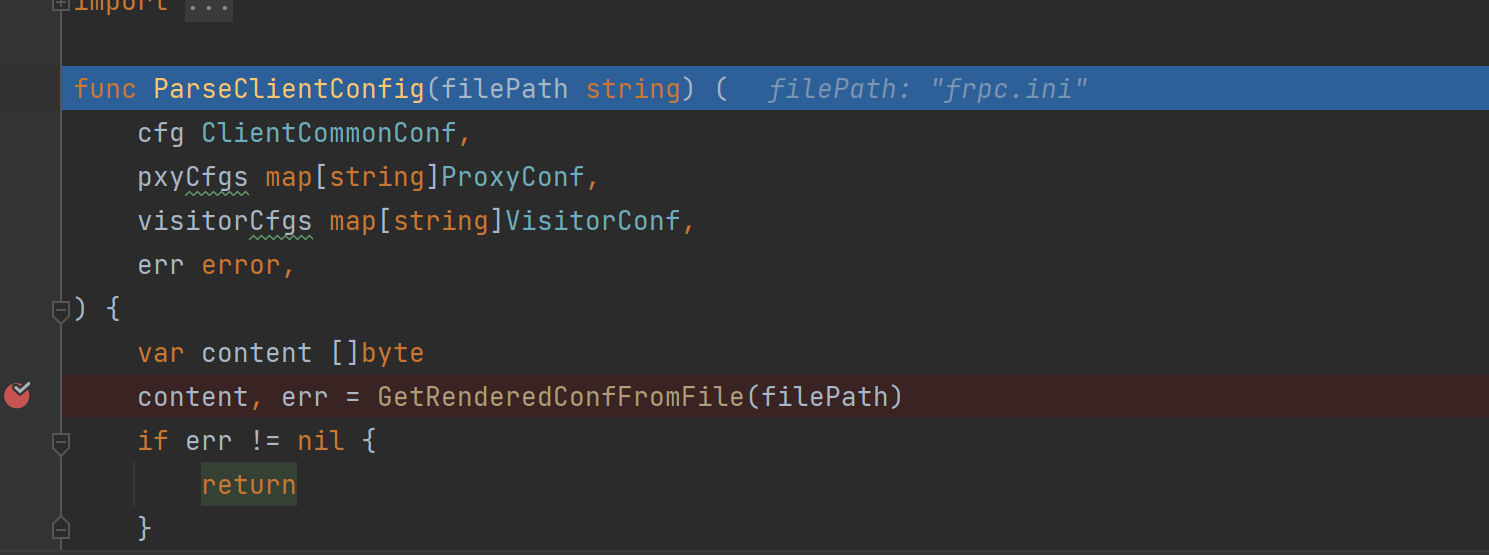 import ...
func ParseClientConfig(filePath string) (   filePath: "frpc.ini"
    cfg ClientCommonConf,
    pxyCfgs map[string]ProxyConf,
    visitorCfgs map[string]VisitorConf,
    err error,
) {
    var content []byte
    content, err = GetRenderedConfFromFile(filePath)
    if err != nil {
        return
    }